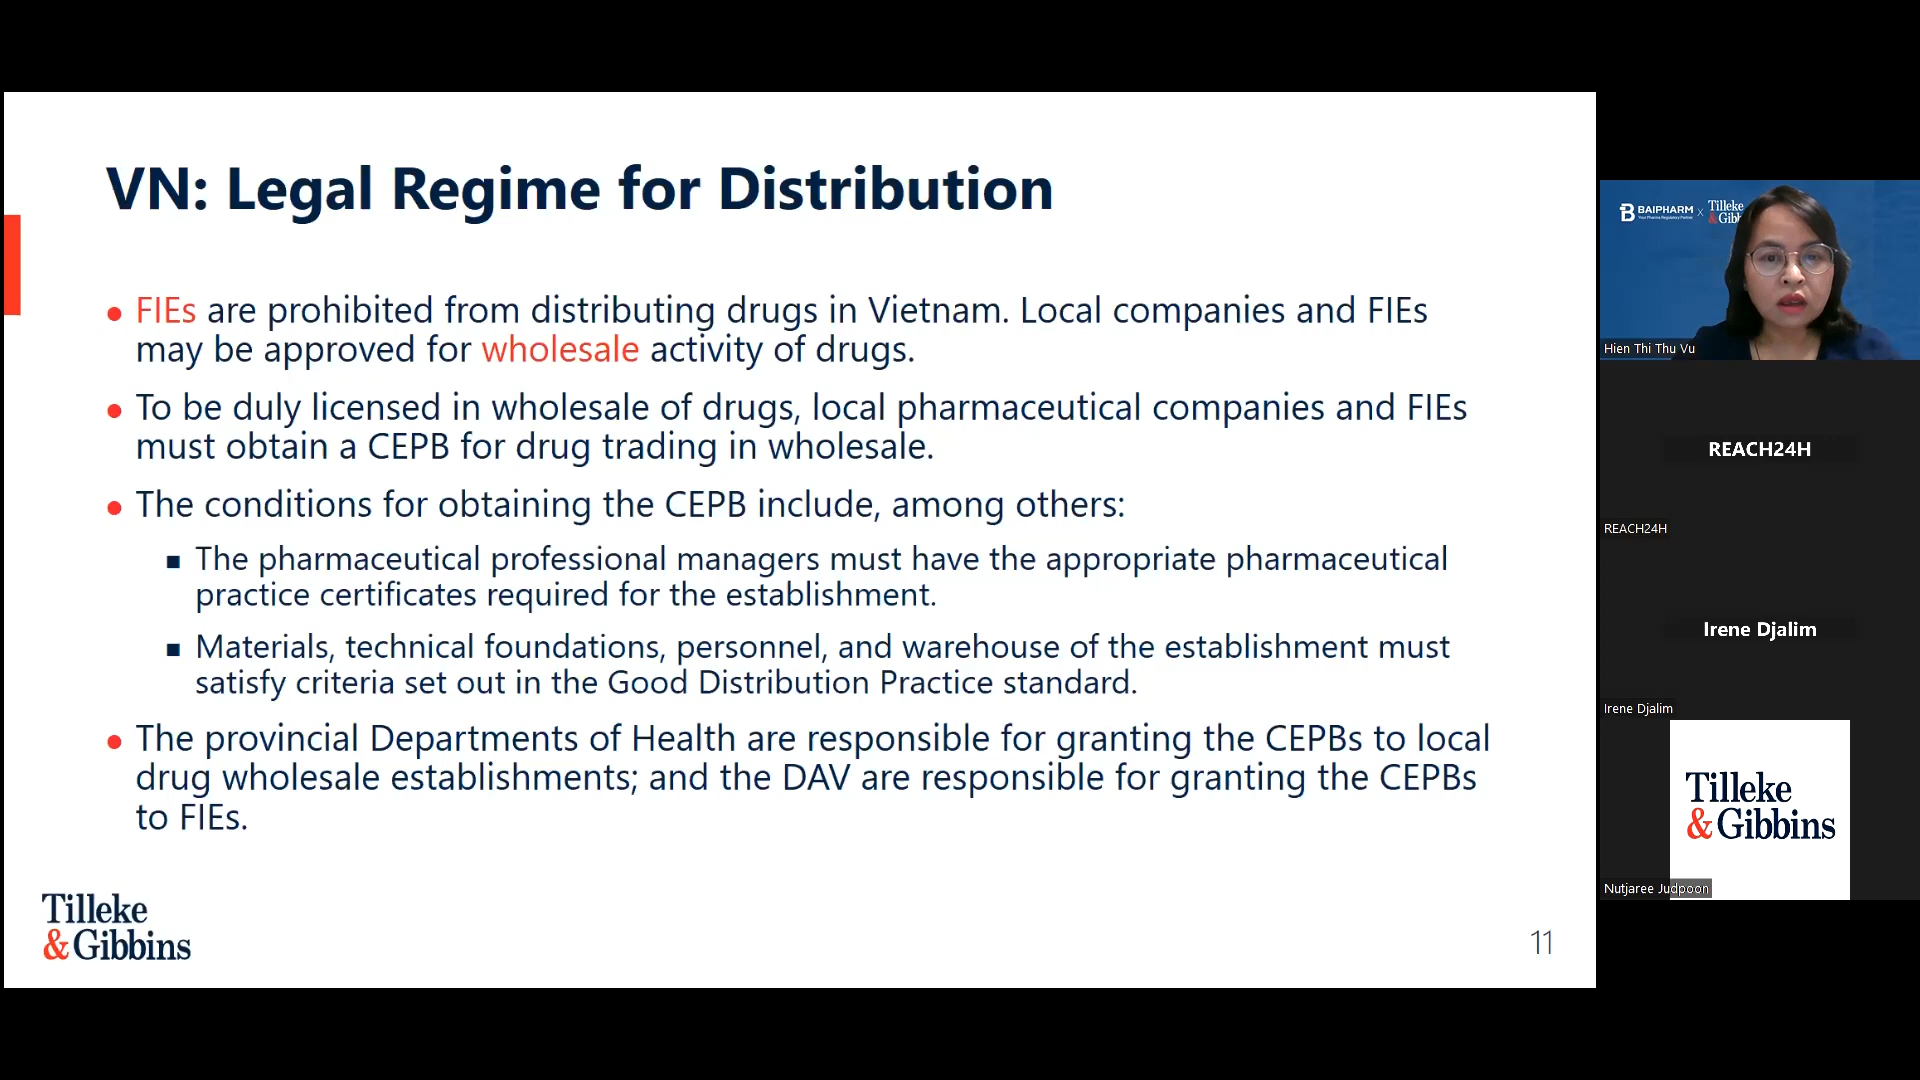 VN: Legal Regime for Distribution
FIEs are prohibited from distributing drugs in Vietnam. Local companies and FIEs
may be approved for wholesale activity of drugs.
To be duly licensed in wholesale of drugs, local pharmaceutical companies and FIEs
must obtain a CEPB for drug trading in wholesale.
The conditions for obtaining the CEPB include, among others:
The pharmaceutical professional managers must have the appropriate pharmaceutical
practice certificates required for the establishment.
Materials, technical foundations, personnel, and warehouse of the establishment must
satisfy criteria set out in the Good Distribution Practice standard.
The provincial Departments of Health are responsible for granting the CEPBs to local
drug wholesale establishments; and the DAV are responsible for granting the CEPBs
to FIEs.
Tilleke
& Gibbins
11
BAIPHARM x Tilleke
Your Pharma Regulatory Partner & Gibb
Hien Thi Thu Vu
REACH24H
REACH24H
Irene Djalim
Irene Djalim
Tilleke
& Gibbins
Nutjaree Judpoon